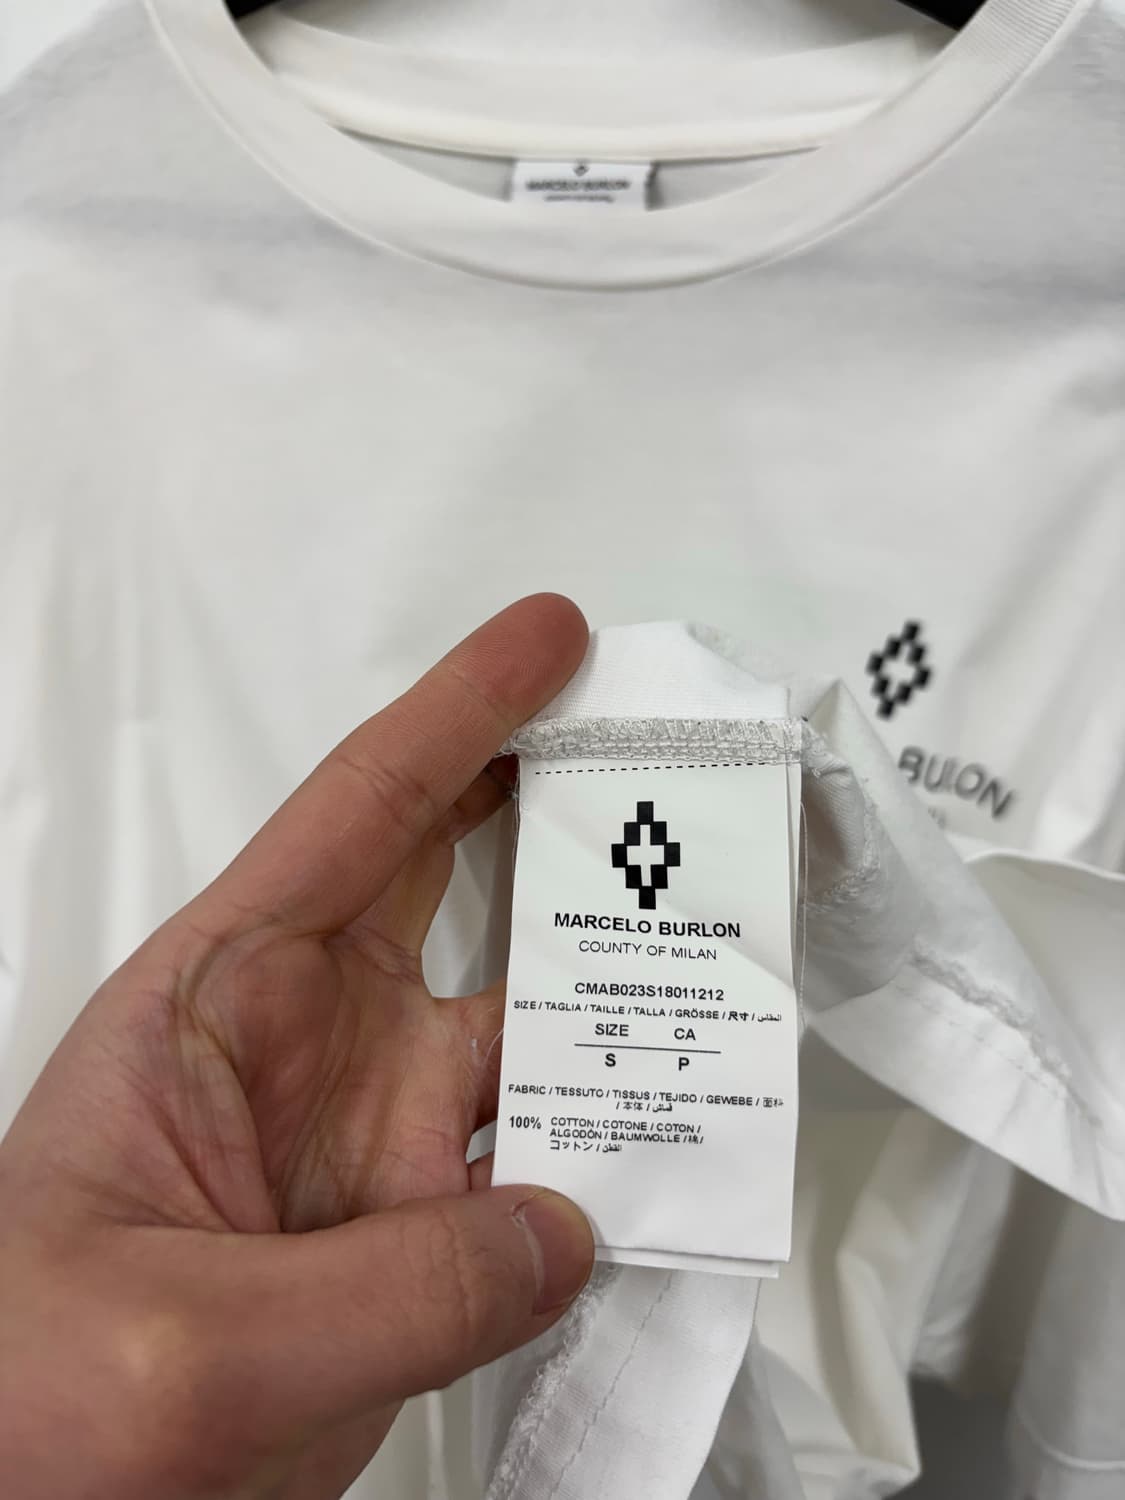 MARCELO BURLON
BURLON
MARCELO BURLON
COUNTY OF MILAN
CMAB023S18011212
SIZE / TAGLIA / TAILLE / TALLA / GRÖSSE / 尺寸 / المقاس
SIZE CA
S P
FABRIC / TESSUTO / TISSUS / TEJIDO / GEWEBE / 面料
/ 本体 / قماش
100% COTTON / COTONE / COTON /
ALGODÓN / BAUMWOLLE / 棉 /
コットン / القطن